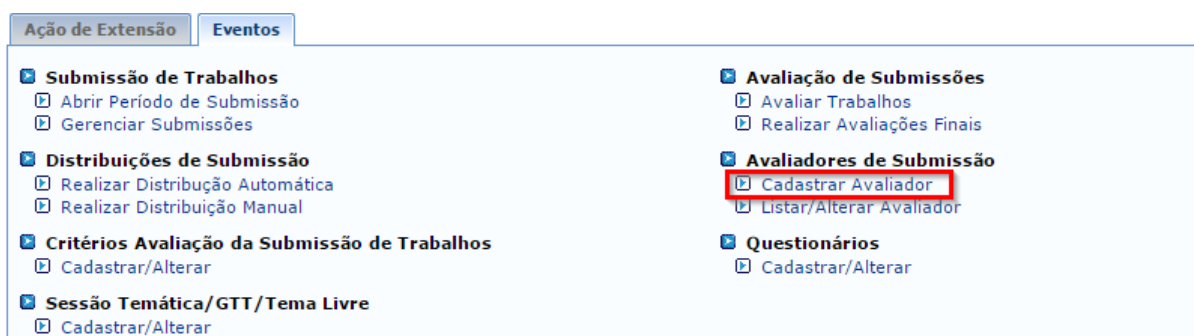 Ação de Extensão
Eventos
Submissão de Trabalhos
Abrir Período de Submissão
Gerenciar Submissões
Distribuições de Submissão
Realizar Distribução Automática
Realizar Distribuição Manual
Critérios Avaliação da Submissão de Trabalhos
Cadastrar/Alterar
Sessão Temática/GTT/Tema Livre
Cadastrar/Alterar
Avaliação de Submissões
Avaliar Trabalhos
Realizar Avaliações Finais
Avaliadores de Submissão
Cadastrar Avaliador
Listar/Alterar Avaliador
Questionários
Cadastrar/Alterar